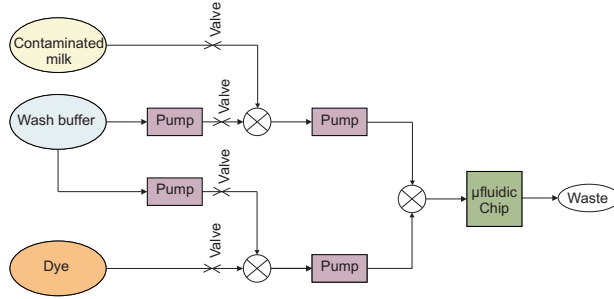 Contaminated
milk
Valve
Wash buffer
Pump
Valve
Pump
Pump
Valve
µfluidic
Chip
Waste
Dye
Valve
Pump